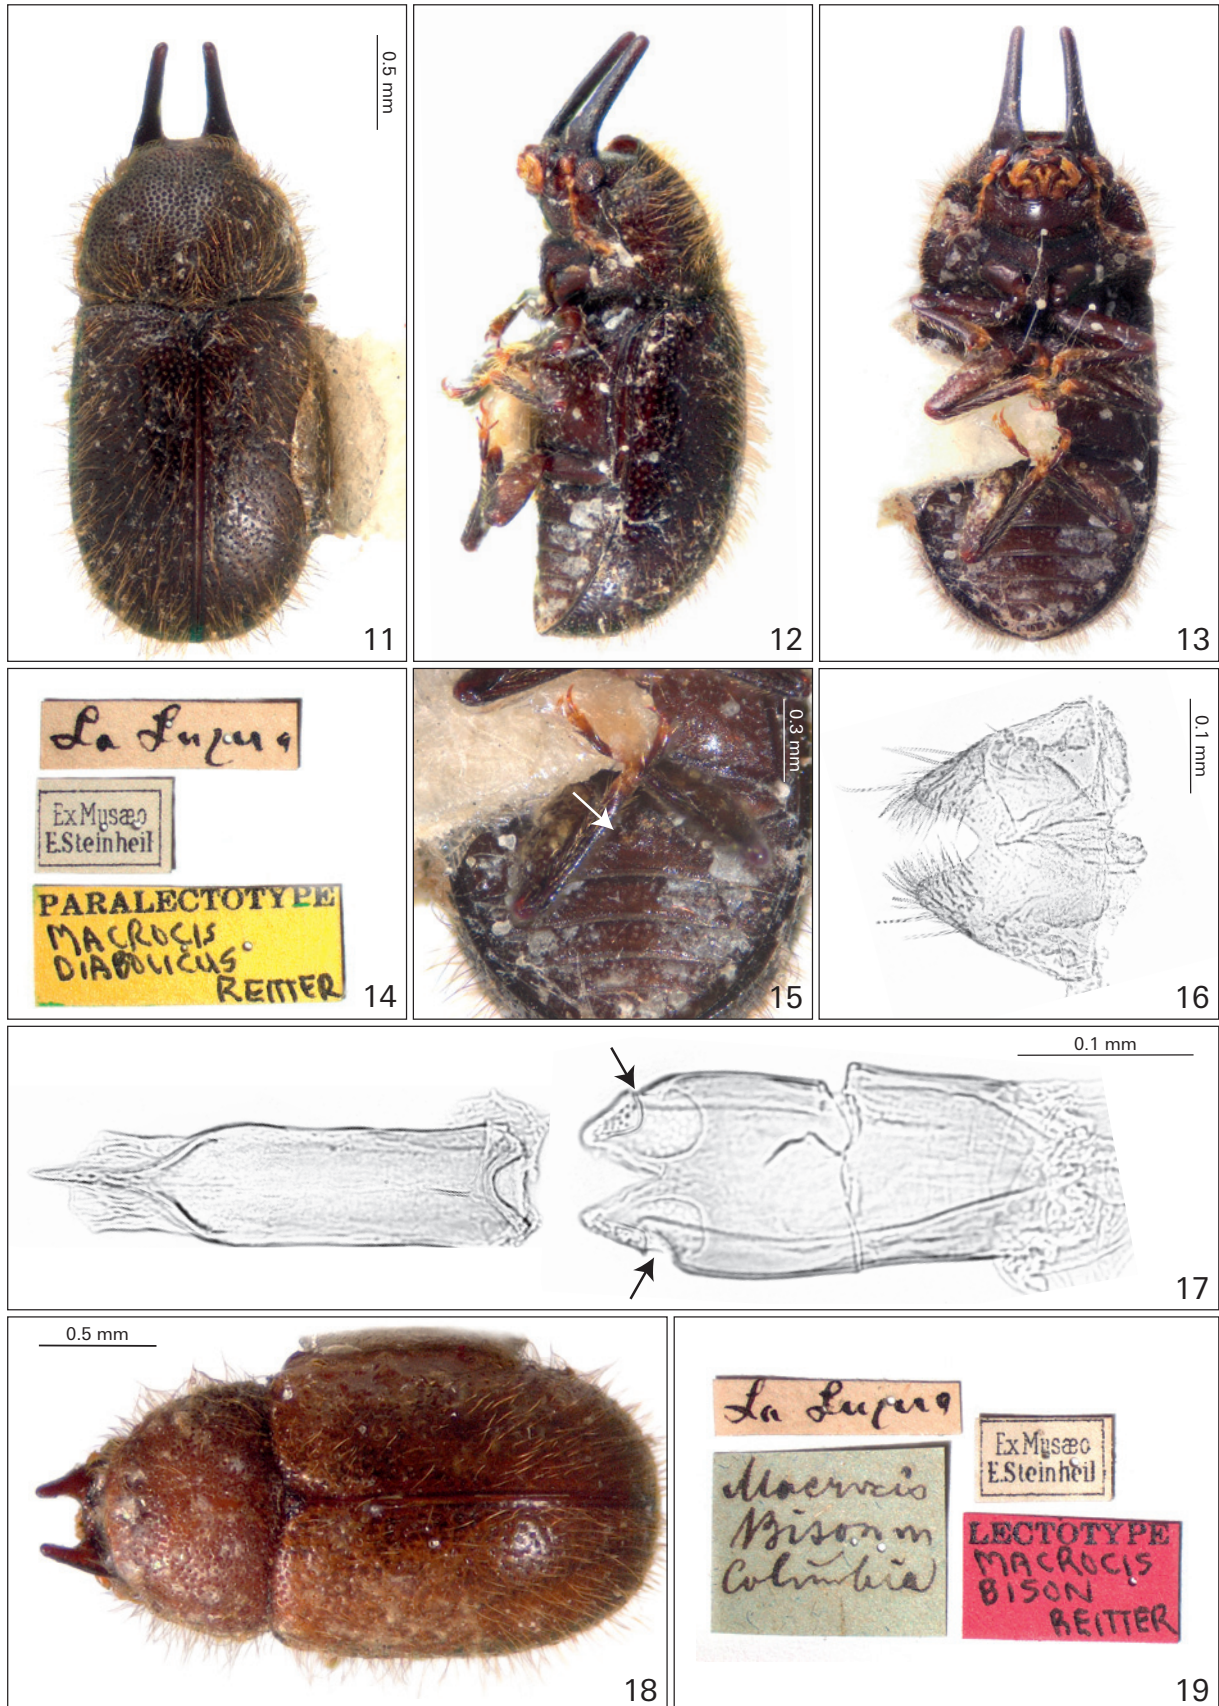 0.5 mm
11
12
13
La Luzera
Ex Musæo
E.Steinheil
PARALECTOTYPE
MACROCIS
DIABOLICUS
REITTER
14
0.3 mm
15
0.1 mm
16
0.1 mm
17
0.5 mm
18
La Luzera
Ex Musæo
E.Steinheil
Macrocis
Bison m
Columbia
LECTOTYPE
MACROCIS
BISON
REITTER
19